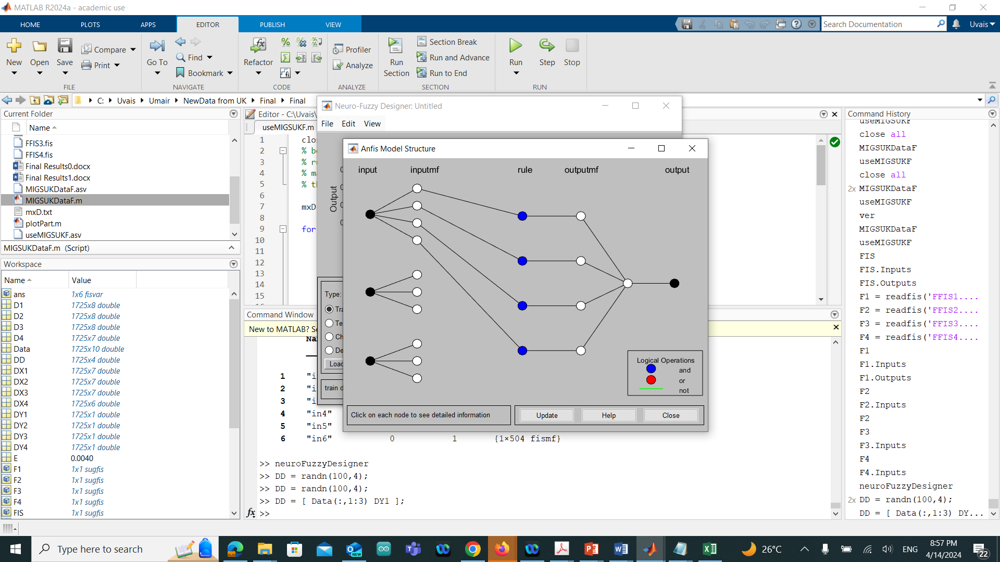 MATLAB R2024a - academic use
HOME PLOTS APPS EDITOR PUBLISH VIEW
Search Documentation
Uvais
New Open Save
Compare
Print
FILE
Go To
Find
Bookmark
NAVIGATE
Refactor
CODE
Profiler
Analyze
ANALYZE
Run Section
Section Break
Run and Advance
Run to End
SECTION
Run Step Stop
RUN
C: Uvais Umair NewData from UK Final Final
Current Folder
Name
FFIS3.fis
FFIS4.fis
Final Results0.docx
Final Results1.docx
MIGSUKDataF.asv
MIGSUKDataF.m
mxD.txt
plotPart.m
useMIGSUKF.asv
MIGSUKDataF.m (Script)
Workspace
Name Value
ans 1x6 fisvar
D1 1725x8 double
D2 1725x8 double
D3 1725x8 double
D4 1725x7 double
Data 1725x10 double
DD 1725x4 double
DX1 1725x7 double
DX2 1725x7 double
DX3 1725x7 double
DX4 1725x6 double
DY1 1725x1 double
DY2 1725x1 double
DY3 1725x1 double
DY4 1725x1 double
E 0.0040
F1 1x1 sugfis
F2 1x1 sugfis
F3 1x1 sugfis
F4 1x1 sugfis
FIS 1x1 sugfis
Editor - C:\Uvais\
useMIGSUKF.m
1 clos
2 % be
3 % ru
4 % ma
5 % th
6
7 mxD
8
9 for
10
11
12
13
14
15
Neuro-Fuzzy Designer: Untitled
File Edit View
Output
Type:
Load
train d
Anfis Model Structure
input inputmf rule outputmf output
Logical Operations
and
or
not
Click on each node to see detailed information
Update Help Close
Command Window
New to MATLAB? Se
1 "i
2 "i
3 "i
4 "in4"
5 "in5"
6 "in6" 0 1 {1×504 fismf}
>> neuroFuzzyDesigner
>> DD = randn(100,4);
>> DD = randn(100,4);
>> DD = [ Data(:,1:3) DY1 ];
fx >>
Command History
useMIGSUKF
close all
MIGSUKDataF
useMIGSUKF
close all
2x MIGSUKDataF
useMIGSUKF
ver
MIGSUKDataF
useMIGSUKF
FIS
FIS.Inputs
FIS.Outputs
F1 = readfis('FFIS1....
F2 = readfis('FFIS2....
F3 = readfis('FFIS3....
F4 = readfis('FFIS4....
F1
F1.Inputs
F1.Outputs
F2
F2.Inputs
F2
F3
F3.Inputs
F4
F4.Inputs
neuroFuzzyDesigner
2x DD = randn(100,4);
DD = [ Data(:,1:3) DY...
Type here to search
NEW
26°C
ENG
8:57 PM
4/14/2024
22